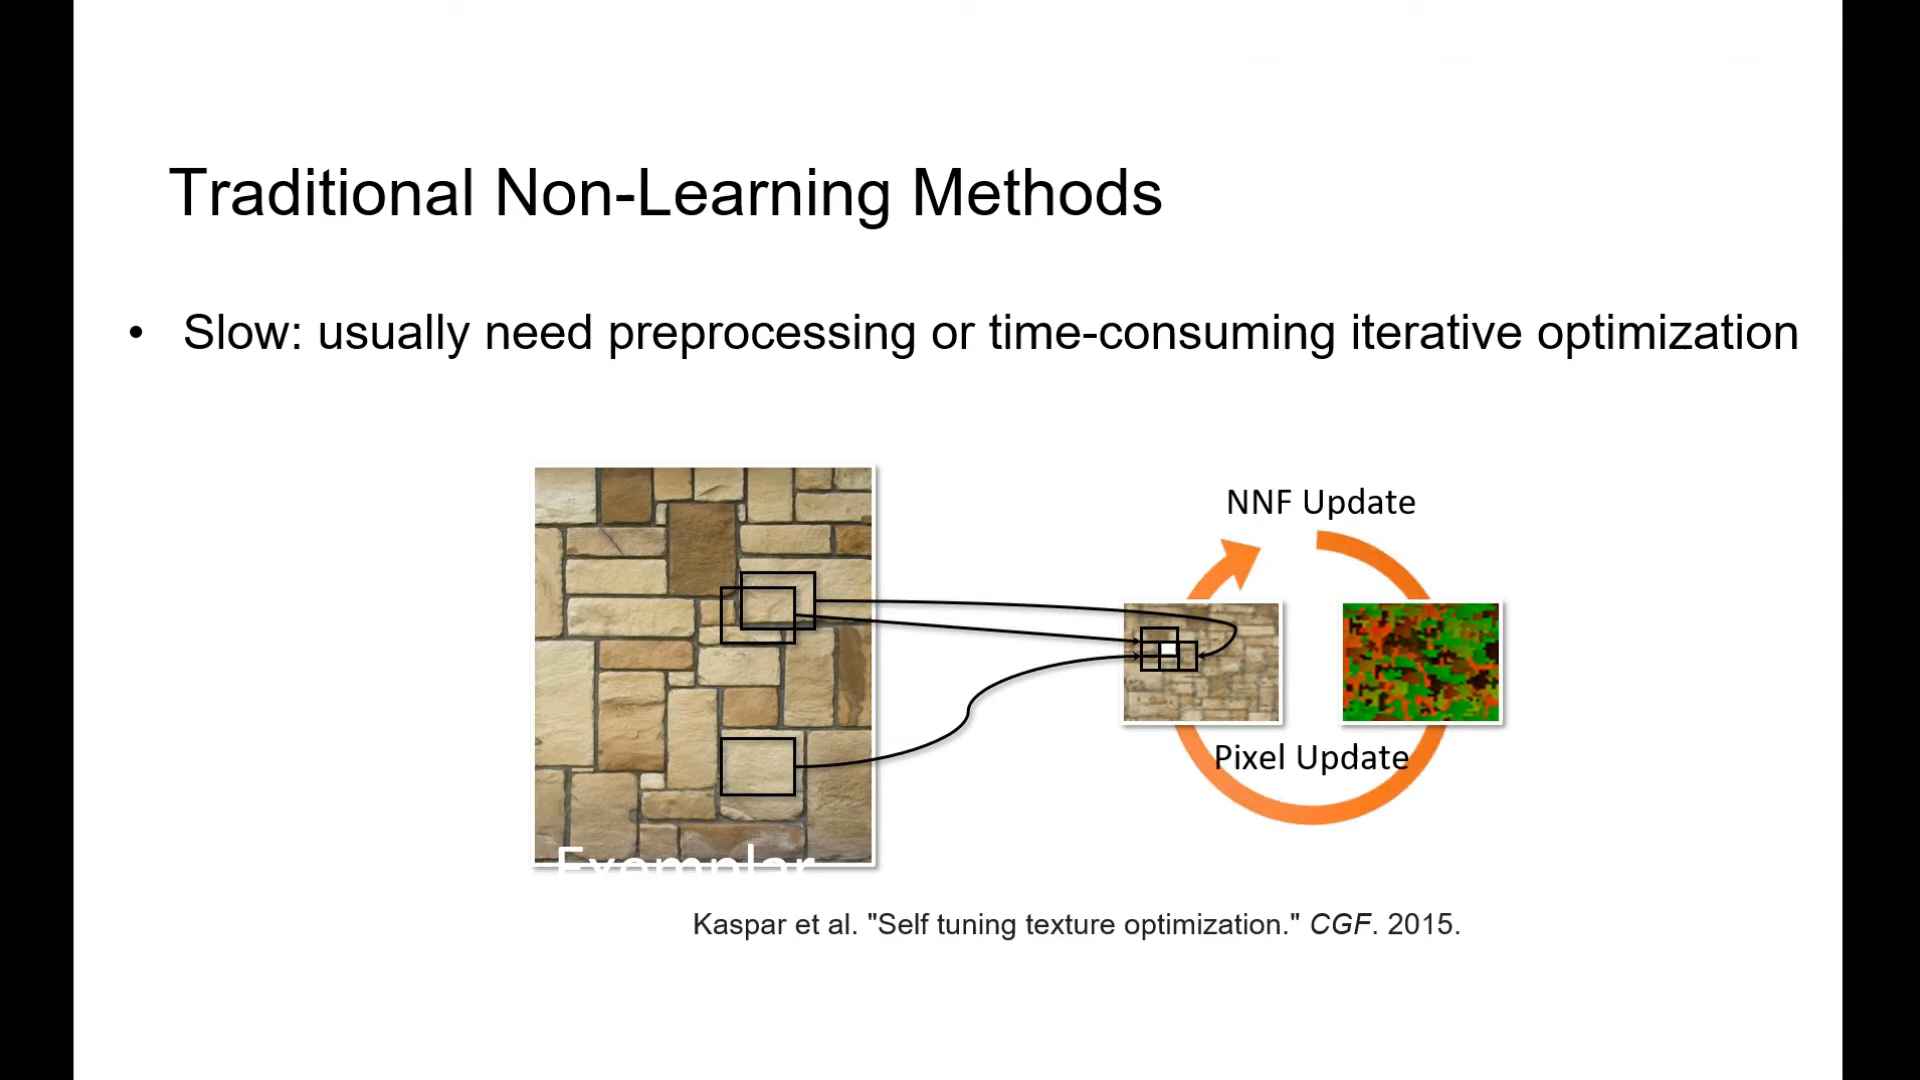 Traditional Non-Learning Methods
• Slow: usually need preprocessing or time-consuming iterative optimization
NNF Update
Pixel Update
Exemplar
Kaspar et al. "Self tuning texture optimization." CGF. 2015.